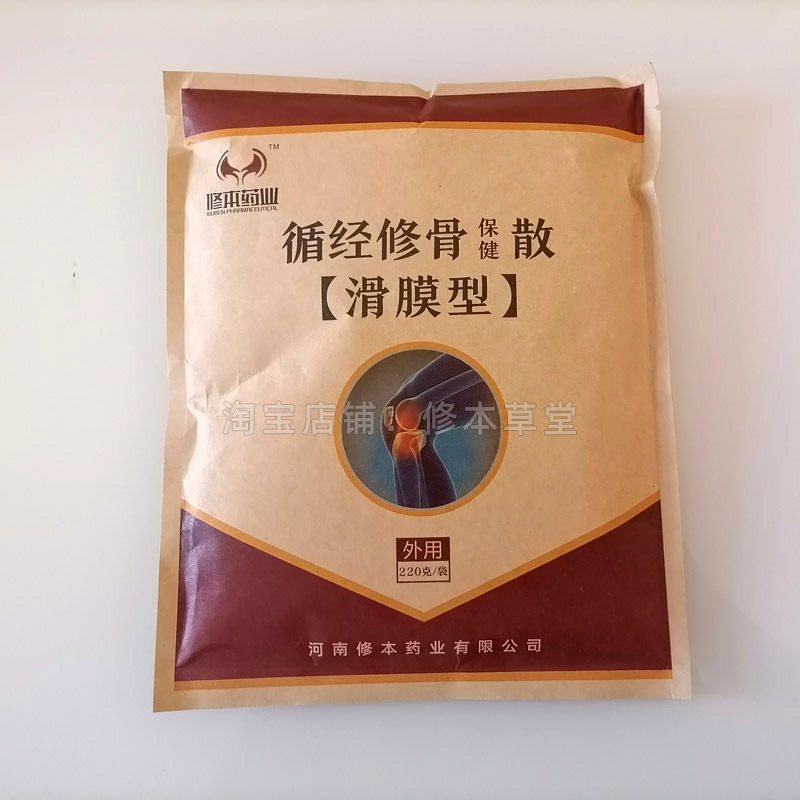 TM
修本药业
XIUBEN PHARMACEUTICAL
循经修骨保健散
【滑膜型】
淘宝店铺：修本草堂
外用
220克/袋
河南修本药业有限公司